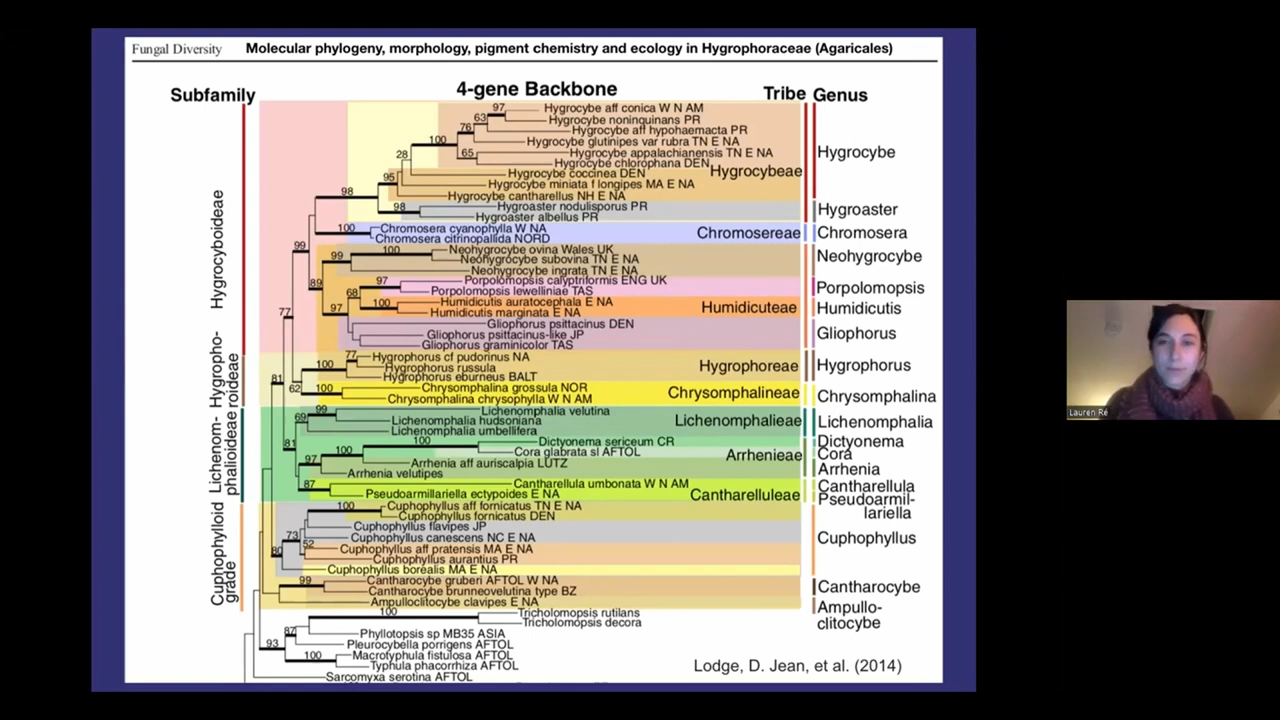 Fungal Diversity
Molecular phylogeny, morphology, pigment chemistry and ecology in Hygrophoraceae (Agaricales)
Subfamily
4-gene Backbone
Tribe
Genus
Hygrocyboideae
Hygropho-
roideae
Lichenom-
phalioideae
Cuphophylloid
grade
97
Hygrocybe aff conica W N AM
63
Hygrocybe noninquinans PR
76
Hygrocybe aff hypohaemacta PR
100
Hygrocybe glutinipes var rubra TN E NA
65
Hygrocybe appalachianensis TN E NA
Hygrocybe
28
Hygrocybe chlorophana DEN
Hygrocybe coccinea DEN
Hygrocybeae
95
Hygrocybe miniata f longipes MA E NA
98
Hygrocybe cantharellus NH E NA
98
Hygroaster nodulisporus PR
Hygroaster
Hygroaster albellus PR
100
Chromosera cyanophylla W NA
Chromosereae
Chromosera
Chromosera citrinopallida NORD
99
99
100
Neohygrocybe ovina Wales UK
Neohygrocybe
Neohygrocybe subovina TN E NA
Neohygrocybe ingrata TN E NA
89
97
Porpolomopsis calyptriformis ENG UK
Porpolomopsis
68
Porpolomopsis lewelliniae TAS
97
100
Humidicutis auratocephala E NA
Humidicuteae
Humidicutis
Humidicutis marginata E NA
77
Gliophorus psittacinus DEN
Gliophorus
Gliophorus psittacinus-like JP
Gliophorus graminicolor TAS
77
Hygrophorus cf pudorinus NA
100
Hygrophorus russula
Hygrophoreae
Hygrophorus
Hygrophorus eburneus BALT
81
62
100
Chrysomphalina grossula NOR
Chrysomphalineae
Chrysomphalina
Chrysomphalina chrysophylla W N AM
99
Lichenomphalia velutina
69
Lichenomphalia hudsoniana
Lichenomphalieae
Lichenomphalia
Lichenomphalia umbellifera
81
100
Dictyonema sericeum CR
Dictyonema
100
Cora glabrata sl AFTOL
Arrhenieae
Cora
97
Arrhenia aff auriscalpia LUTZ
Arrhenia
Arrhenia velutipes
87
Cantharellula umbonata W N AM
Cantharellula
Pseudoarmillariella ectypoides E NA
Cantharelluleae
Pseudoarmil-
lariella
100
Cuphophyllus aff fornicatus TN E NA
Cuphophyllus fornicatus DEN
Cuphophyllus flavipes JP
73
Cuphophyllus canescens NC E NA
Cuphophyllus
52
80
Cuphophyllus aff pratensis MA E NA
Cuphophyllus aurantius PR
Cuphophyllus borealis MA E NA
99
Cantharocybe gruberi AFTOL W NA
Cantharocybe
Cantharocybe brunneovelutina type BZ
Ampulloclitocybe clavipes E NA
Ampullo-
clitocybe
100
Tricholomopsis rutilans
Tricholomopsis decora
87
Phyllotopsis sp MB35 ASIA
93
Pleurocybella porrigens AFTOL
100
Macrotyphula fistulosa AFTOL
Typhula phacorrhiza AFTOL
Sarcomyxa serotina AFTOL
Lodge, D. Jean, et al. (2014)
Lauren Ré